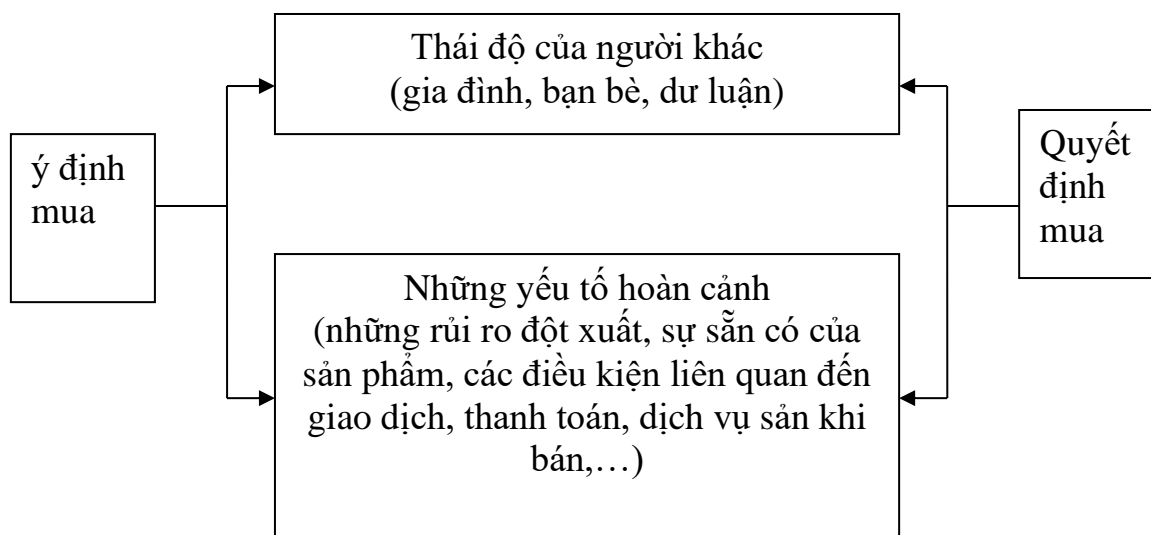 Thái độ của người khác
(gia đình, bạn bè, dư luận)
ý định
mua
Quyết
định
mua
Những yếu tố hoàn cảnh
(những rủi ro đột xuất, sự sẵn có của
sản phẩm, các điều kiện liên quan đến
giao dịch, thanh toán, dịch vụ sản khi
bán,…)